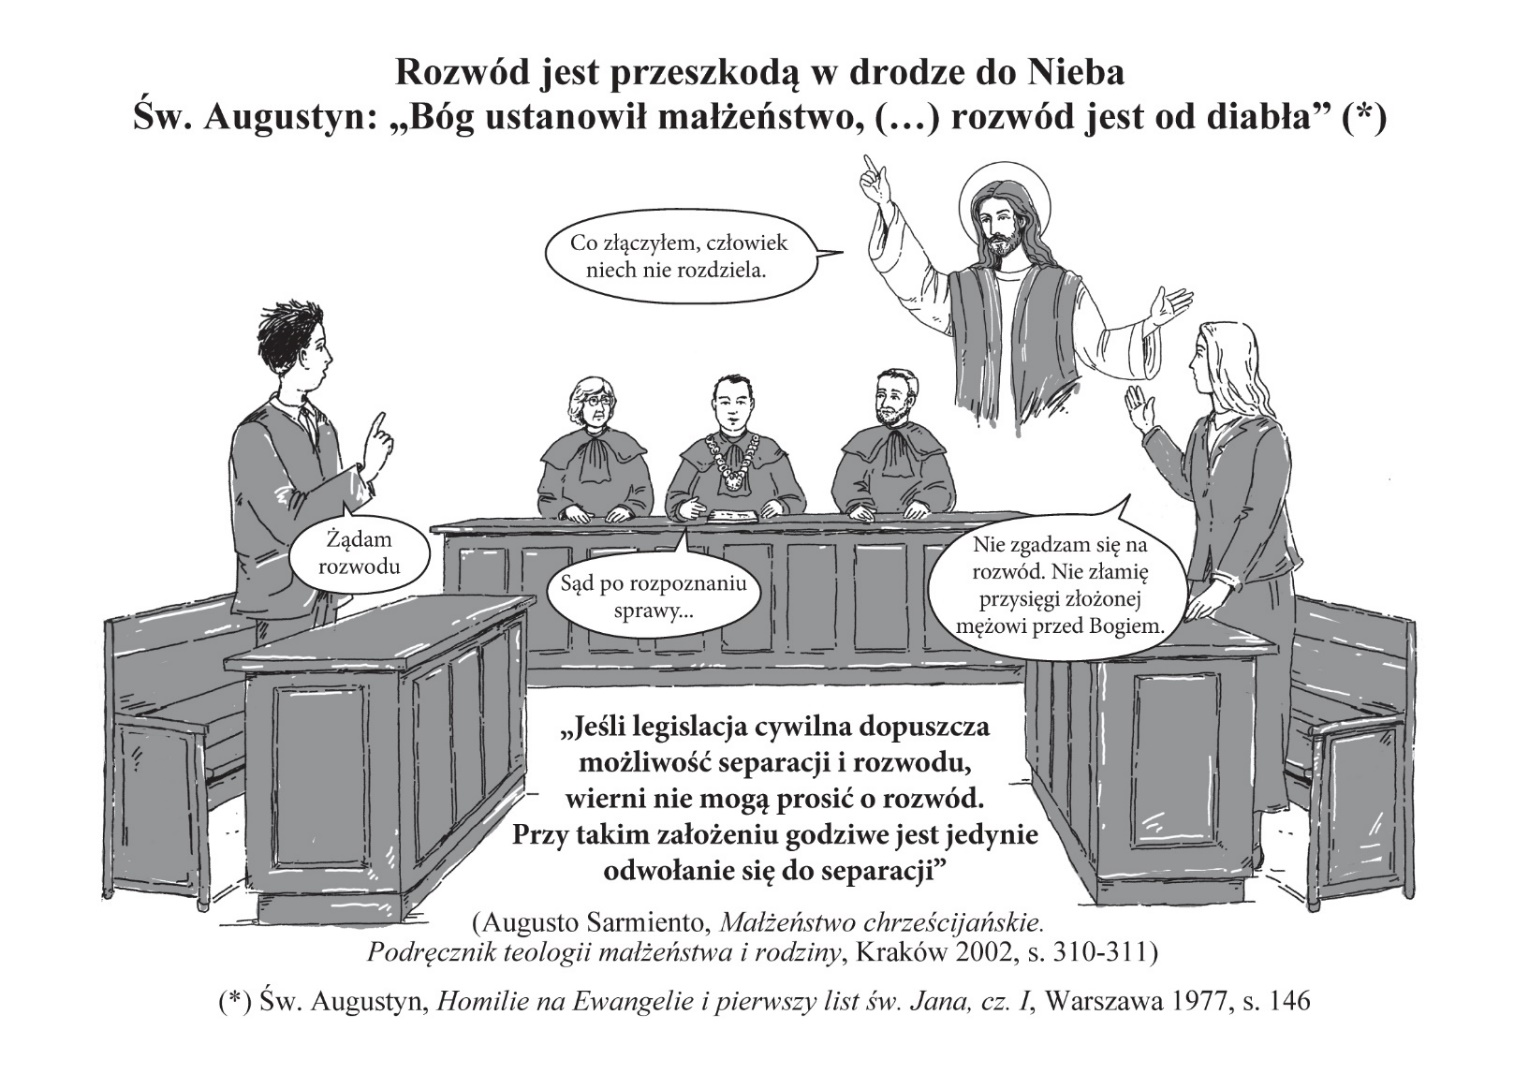 Rozwód jest przeszkodą w drodze do Nieba
Św. Augustyn: „Bóg ustanowił małżeństwo, (…) rozwód jest od diabła” (*)
Co złączyłem, człowiek
niech nie rozdziela.
Żądam
rozwodu
Sąd po rozpoznaniu
sprawy...
Nie zgadzam się na
rozwód. Nie złamię
przysięgi złożonej
mężowi przed Bogiem.
„Jeśli legislacja cywilna dopuszcza
możliwość separacji i rozwodu,
wierni nie mogą prosić o rozwód.
Przy takim założeniu godziwe jest jedynie
odwołanie się do separacji”
(Augusto Sarmiento, Małżeństwo chrześcijańskie.
Podręcznik teologii małżeństwa i rodziny, Kraków 2002, s. 310-311)
(*) Św. Augustyn, Homilie na Ewangelie i pierwszy list św. Jana, cz. I, Warszawa 1977, s. 146